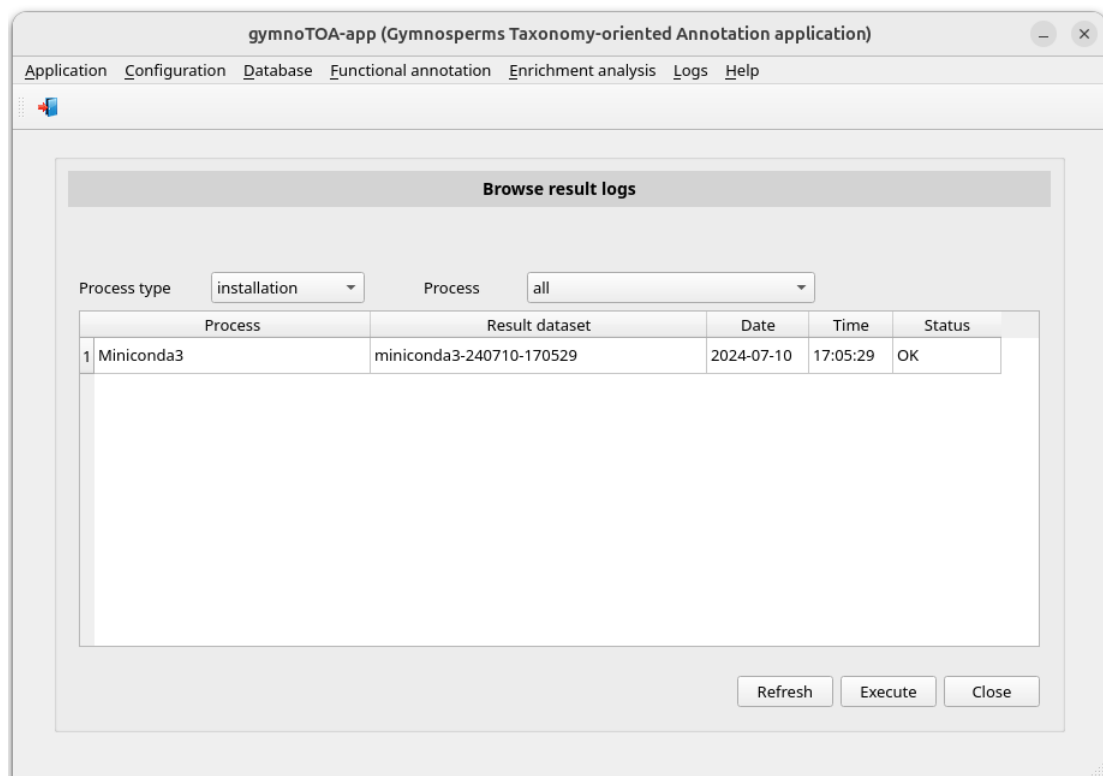 gymnoTOA-app (Gymnosperms Taxonomy-oriented Annotation application)
Application Configuration Database Functional annotation Enrichment analysis Logs Help
Browse result logs
Process type installation Process all
Process Result dataset Date Time Status
1 Miniconda3 miniconda3-240710-170529 2024-07-10 17:05:29 OK
Refresh Execute Close